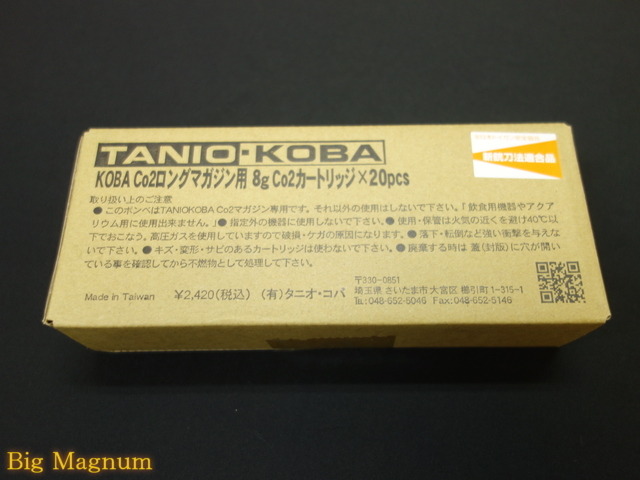 TANIO・KOBA
新銃刀法適合品
KOBA Co2ロングマガジン用 8g Co2カートリッジ×20pcs
取り扱い上のご注意
●このボンベはTANIOKOBA Co2マガジン専用です。それ以外の使用はしないで下さい。「飲食用機器やアクア
リウム用に使用出来ません。」●指定外の機器に使用しないで下さい。●使用・保管は火気の近くを避け40℃以
下でおこなう。高圧ガスを使用していますので破損・ケガの原因になります。●落下・転倒など強い衝撃を与えな
いで下さい。●キズ・変形・サビのあるカートリッジは使わないで下さい。●廃棄する時は 蓋(封版)に穴が開い
ている事を確認してから不燃物として処理して下さい。
〒330-0851
Made in Taiwan ¥2,420(税込) (有)タニオ・コバ 埼玉県 さいたま市大宮区 櫛引町1-315-1
Tel:048-652-6046 Fax:048-652-5146
Big Magnum